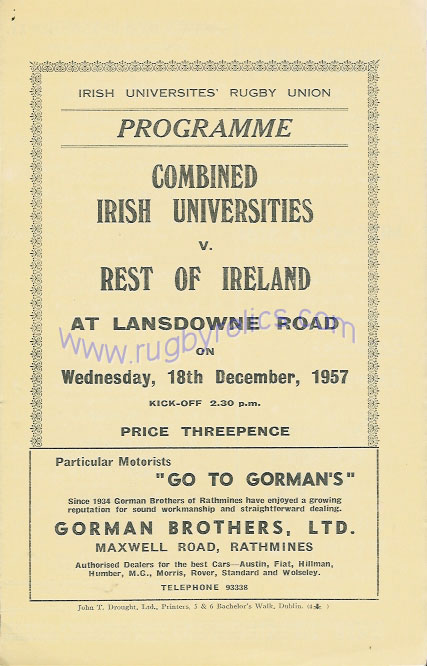 IRISH UNIVERSITES' RUGBY UNION
PROGRAMME
COMBINED
IRISH UNIVERSITIES
v.
REST OF IRELAND
AT LANSDOWNE ROAD
www.rugbyrelics.com
ON
Wednesday, 18th December, 1957
KICK-OFF 2.30 p.m.
PRICE THREEPENCE
Particular Motorists
"GO TO GORMAN'S"
Since 1934 Gorman Brothers of Rathmines have enjoyed a growing
reputation for sound workmanship and straightforward dealing.
GORMAN BROTHERS, LTD.
MAXWELL ROAD, RATHMINES
Authorised Dealers for the best Cars—Austin, Fiat, Hillman,
Humber, M.G., Morris, Rover, Standard and Wolseley.
TELEPHONE 93338
John T. Drought, Ltd., Printers, 5 & 6 Bachelor's Walk, Dublin.